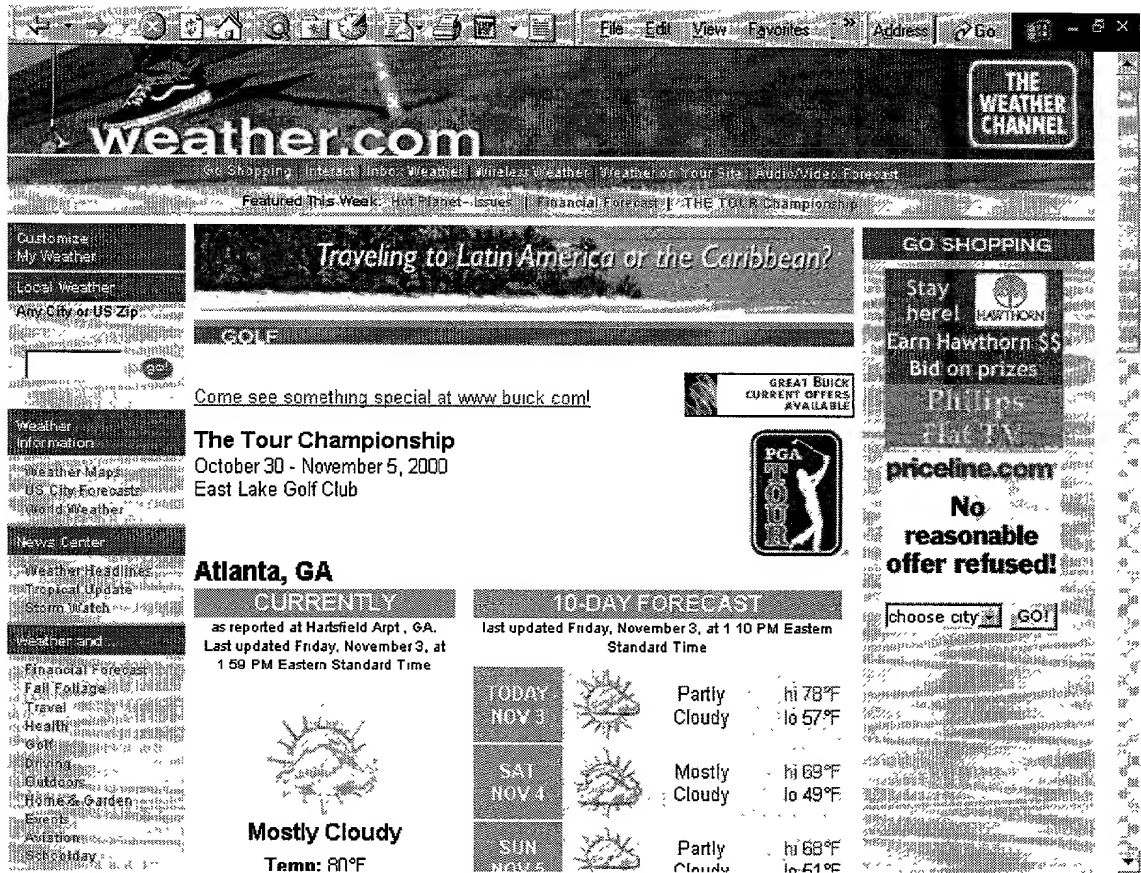 File Edit View Favorites » Address Go
THE
WEATHER
CHANNEL
weather.com
Go Shopping | Interact | Inbox Weather | Wireless Weather | Weather on Your Site | Audio/Video Forecast
Featured This Week: Hot Planet - Issues | Financial Forecast | THE TOUR Championship
Customize
My Weather
Local Weather
Any City or US Zip
go!
Weather
Information
Weather Maps
US City Forecasts
World Weather
News Center
Weather Headlines
Tropical Update
Storm Watch
Weather and
Financial Forecast
Fall Foliage
Travel
Health
Golf
Driving
Outdoors
Home & Garden
Events
Aviation
Schoolday
Traveling to Latin America or the Caribbean?
GOLF
Come see something special at www buick com!
GREAT BUICK
CURRENT OFFERS
AVAILABLE
The Tour Championship
October 30 - November 5, 2000
East Lake Golf Club
PGA
TOUR
Atlanta, GA
CURRENTLY
as reported at Hartsfield Arpt , GA.
Last updated Friday, November 3, at
1 59 PM Eastern Standard Time
Mostly Cloudy
Temp: 80°F
10-DAY FORECAST
last updated Friday, November 3, at 1 10 PM Eastern
Standard Time
TODAY
NOV 3
Partly
Cloudy
hi 78°F
lo 57°F
SAT
NOV 4
Mostly
Cloudy
hi 69°F
lo 49°F
SUN
NOV 5
Partly
Cloudy
hi 68°F
lo 51°F
GO SHOPPING
Stay
here!
HAWTHORN
Earn Hawthorn $$
Bid on prizes
Philips
Flat TV
priceline.com
No
reasonable
offer refused!
choose city GO!